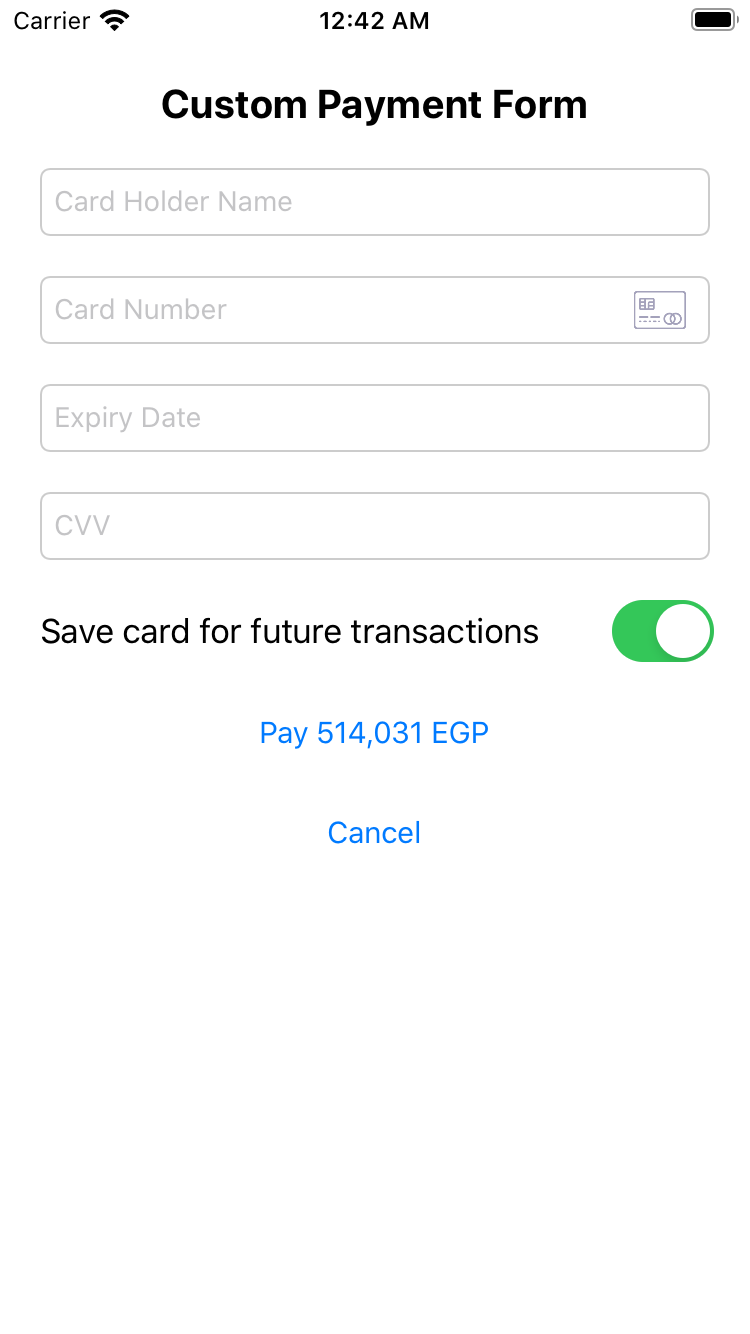 Carrier 12:42 AM
Custom Payment Form
Card Holder Name
Card Number
Expiry Date
CVV
Save card for future transactions
Pay 514,031 EGP
Cancel